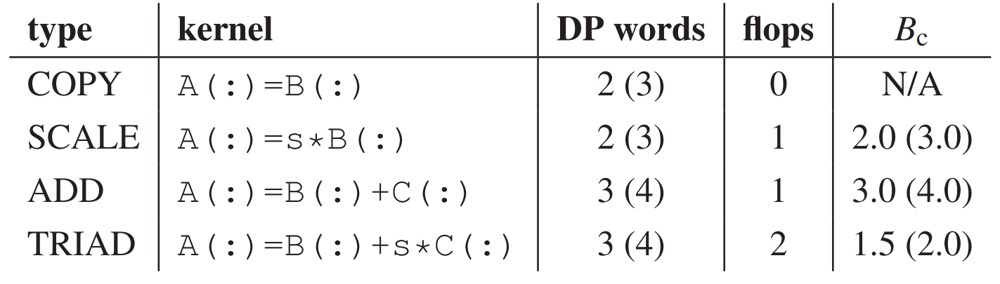 type kernel DP words flops Bc
COPY A(:)=B(:) 2 (3) 0 N/A
SCALE A(:)=s*B(:) 2 (3) 1 2.0 (3.0)
ADD A(:)=B(:)+C(:) 3 (4) 1 3.0 (4.0)
TRIAD A(:)=B(:)+s*C(:) 3 (4) 2 1.5 (2.0)